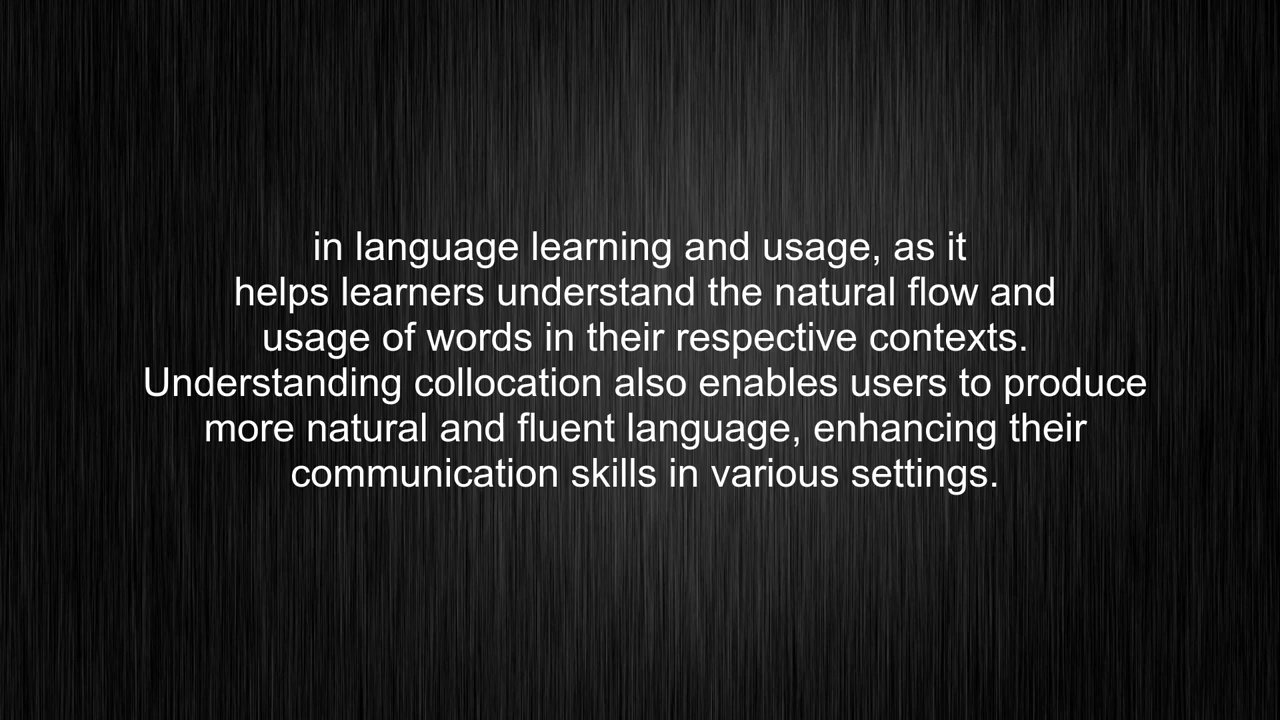 in language learning and usage, as it
helps learners understand the natural flow and
usage of words in their respective contexts.
Understanding collocation also enables users to produce
more natural and fluent language, enhancing their
communication skills in various settings.